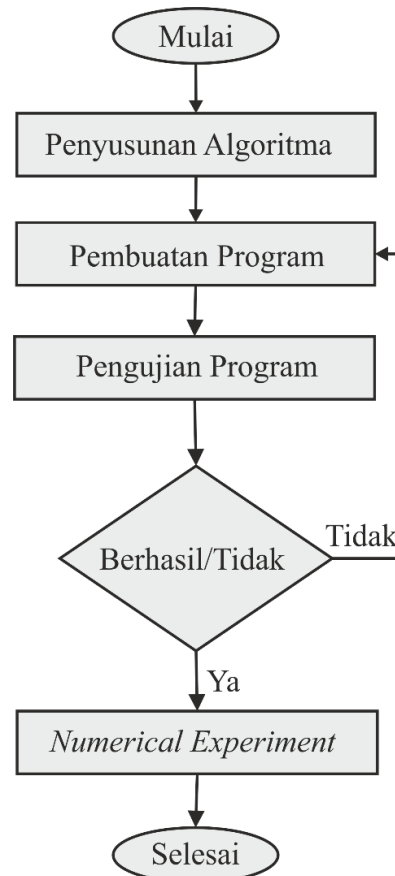 Mulai
Penyusunan Algoritma
Pembuatan Program
Pengujian Program
Berhasil/Tidak
Tidak
Ya
Numerical Experiment
Selesai